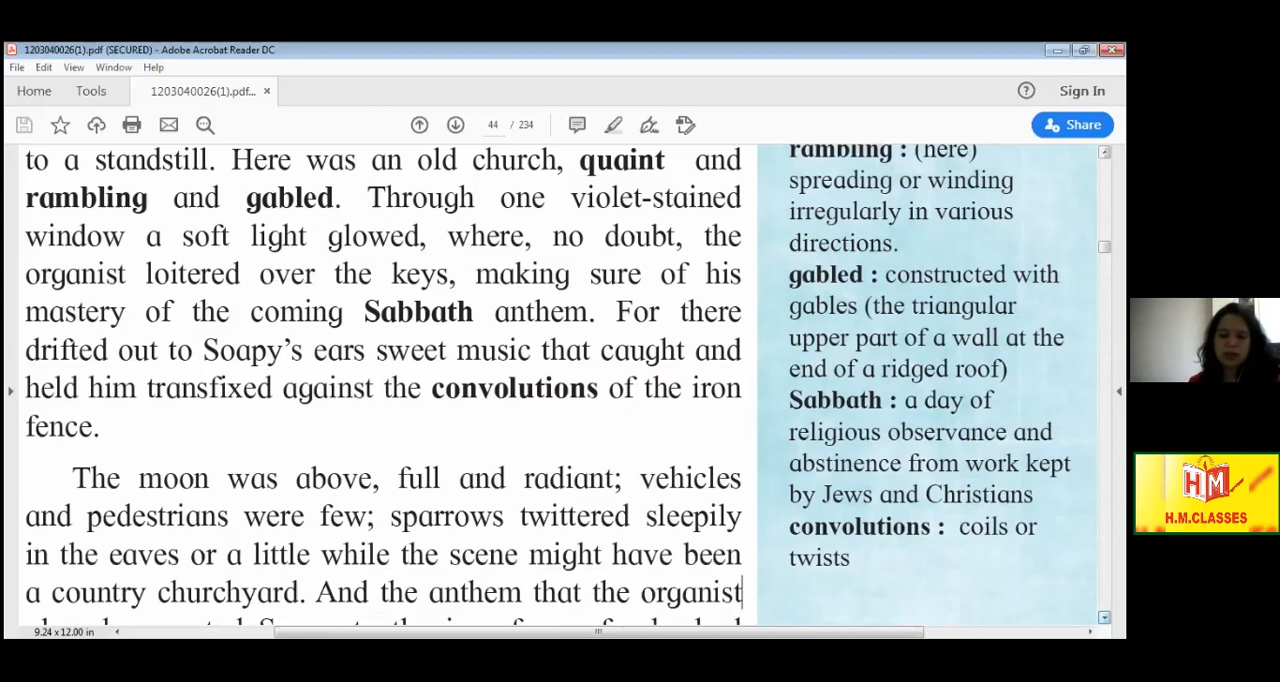 1203040026(1).pdf (SECURED) - Adobe Acrobat Reader DC
File Edit View Window Help
Home Tools 1203040026(1).pdf... × ? Sign In
44 / 234 Share
to a standstill. Here was an old church, quaint and
rambling and gabled. Through one violet-stained
window a soft light glowed, where, no doubt, the
organist loitered over the keys, making sure of his
mastery of the coming Sabbath anthem. For there
drifted out to Soapy's ears sweet music that caught and
held him transfixed against the convolutions of the iron
fence.
The moon was above, full and radiant; vehicles
and pedestrians were few; sparrows twittered sleepily
in the eaves or a little while the scene might have been
a country churchyard. And the anthem that the organist
rambling : (here)
spreading or winding
irregularly in various
directions.
gabled : constructed with
gables (the triangular
upper part of a wall at the
end of a ridged roof)
Sabbath : a day of
religious observance and
abstinence from work kept
by Jews and Christians
convolutions : coils or
twists
9.24 x 12.00 in
HM
H.M.CLASSES